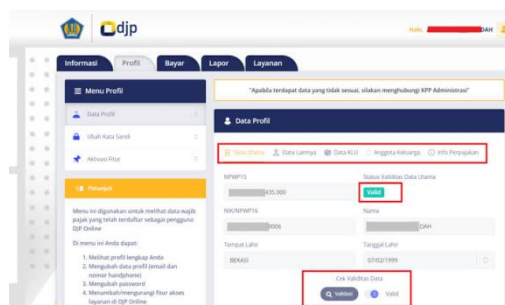 djp
Halo, DAH
Informasi Profil Bayar Lapor Layanan
Menu Profil
Data Profil
Ubah Kata Sandi
Aktivasi Fitur
Petunjuk
Menu ini digunakan untuk melihat data wajib
pajak yang telah terdaftar sebagai pengguna
DJP Online
Di menu ini Anda dapat:
1. Melihat profil lengkap Anda
2. Mengubah data profil (email dan
nomor handphone)
3. Mengubah password
4. Menambah/mengurangi fitur akses
layanan di DJP Online
"Apabila terdapat data yang tidak sesuai, silakan menghubungi KPP Administrasi"
Data Profil
Data Utama Data Lainnya Data KLU Anggota Keluarga Info Perpajakan
NPWP15 Status Validitas Data Utama
435.000 Valid
NIK/NPWP16 Nama
0006 DAH
Tempat Lahir Tanggal Lahir
BEKASI 07/02/1999
Cek Validitas Data
Validasi Valid